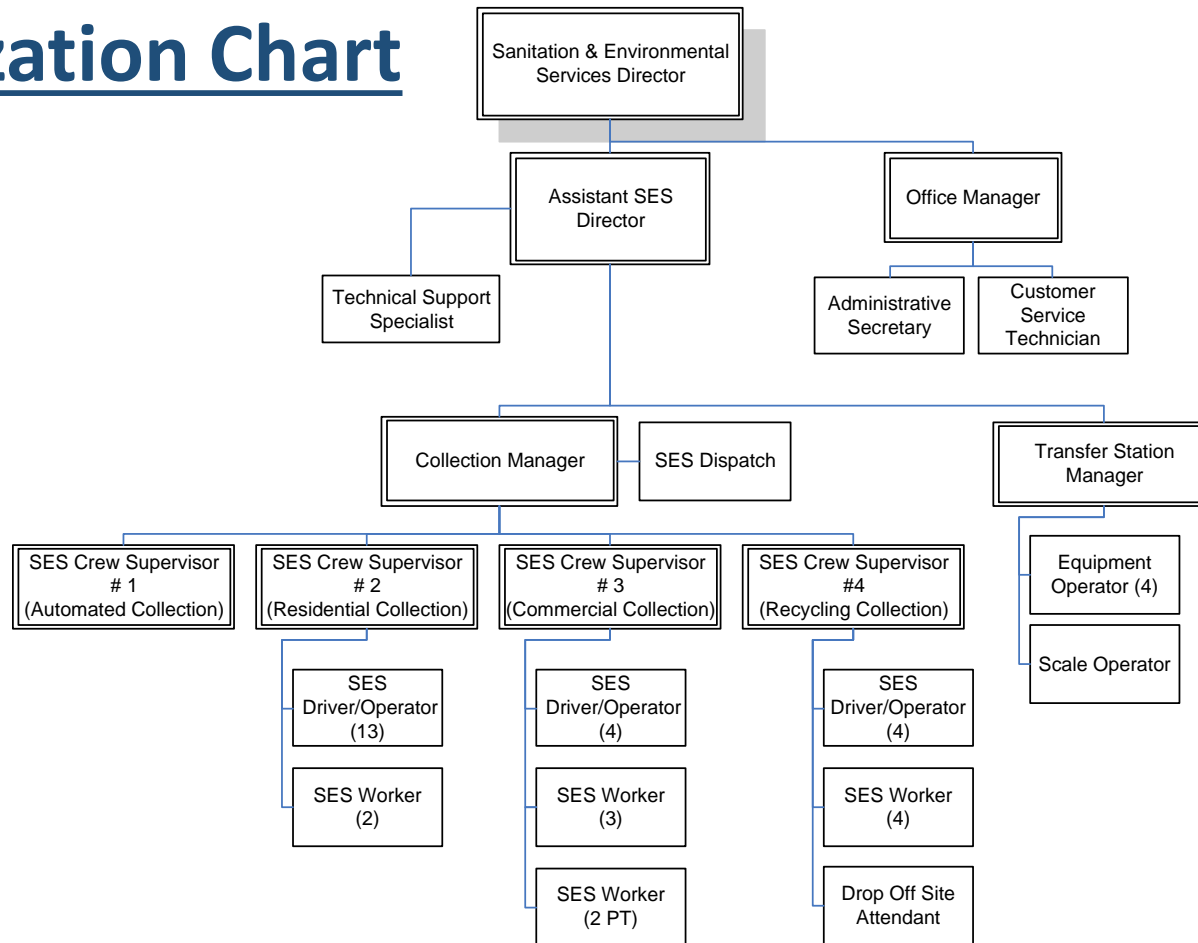 zation Chart
Sanitation & Environmental
Services Director
Assistant SES
Director
Office Manager
Technical Support
Specialist
Administrative
Secretary
Customer
Service
Technician
Collection Manager
SES Dispatch
Transfer Station
Manager
SES Crew Supervisor
# 1
(Automated Collection)
SES Crew Supervisor
# 2
(Residential Collection)
SES Crew Supervisor
# 3
(Commercial Collection)
SES Crew Supervisor
#4
(Recycling Collection)
Equipment
Operator (4)
Scale Operator
SES
Driver/Operator
(13)
SES
Driver/Operator
(4)
SES
Driver/Operator
(4)
SES Worker
(2)
SES Worker
(3)
SES Worker
(4)
SES Worker
(2 PT)
Drop Off Site
Attendant